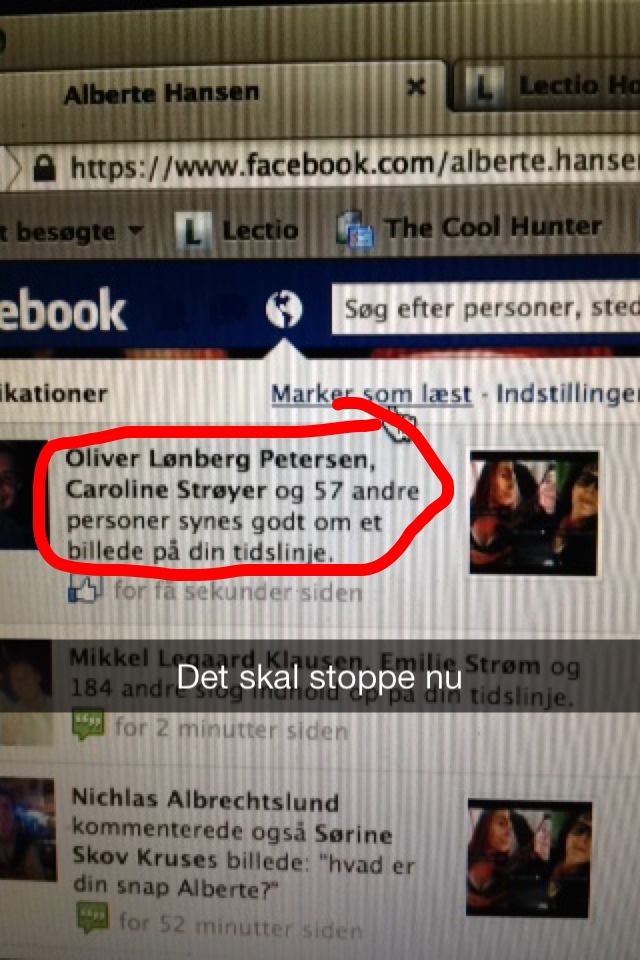 Alberte Hansen
Lectio Ho
https://www.facebook.com/alberte.hanse
t besøgte
Lectio
The Cool Hunter
ebook
Søg efter personer, sted
ikationer
Marker som læst - Indstillinger
Oliver Lønberg Petersen,
Caroline Strøyer og 57 andre
personer synes godt om et
billede på din tidslinje.
for få sekunder siden
Mikkel Legaard Klausen, Emilie Strøm og
184 andre slog indhold op på din tidslinje.
Det skal stoppe nu
for 2 minutter siden
Nichlas Albrechtslund
kommenterede også Sørine
Skov Kruses billede: "hvad er
din snap Alberte?"
for 52 minutter siden